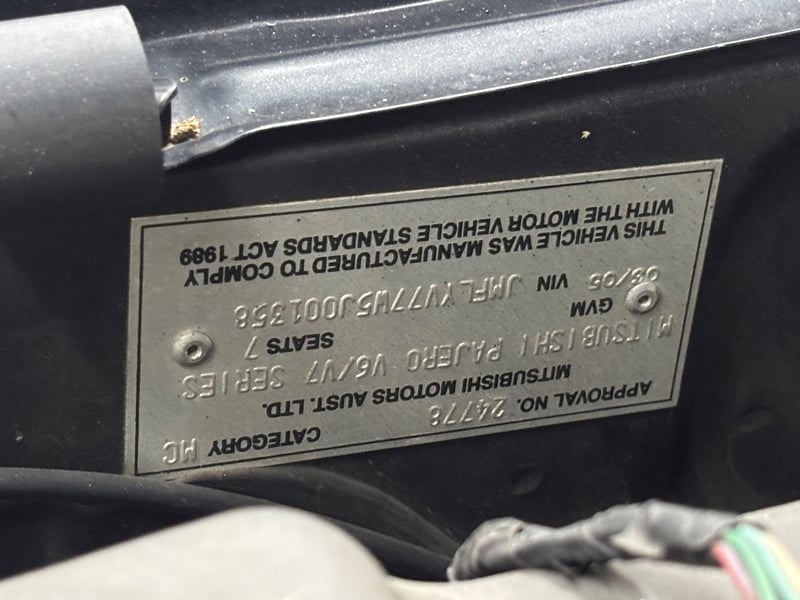 APPROVAL NO. 24776 CATEGORY MC
MITSUBISHI MOTORS AUST. LTD.
MITSUBISHI PAJERO V6/V7 SERIES
GVM SEATS 7
03/05 VIN JMFLYV77W5J001358
THIS VEHICLE WAS MANUFACTURED TO COMPLY
WITH THE MOTOR VEHICLE STANDARDS ACT 1989